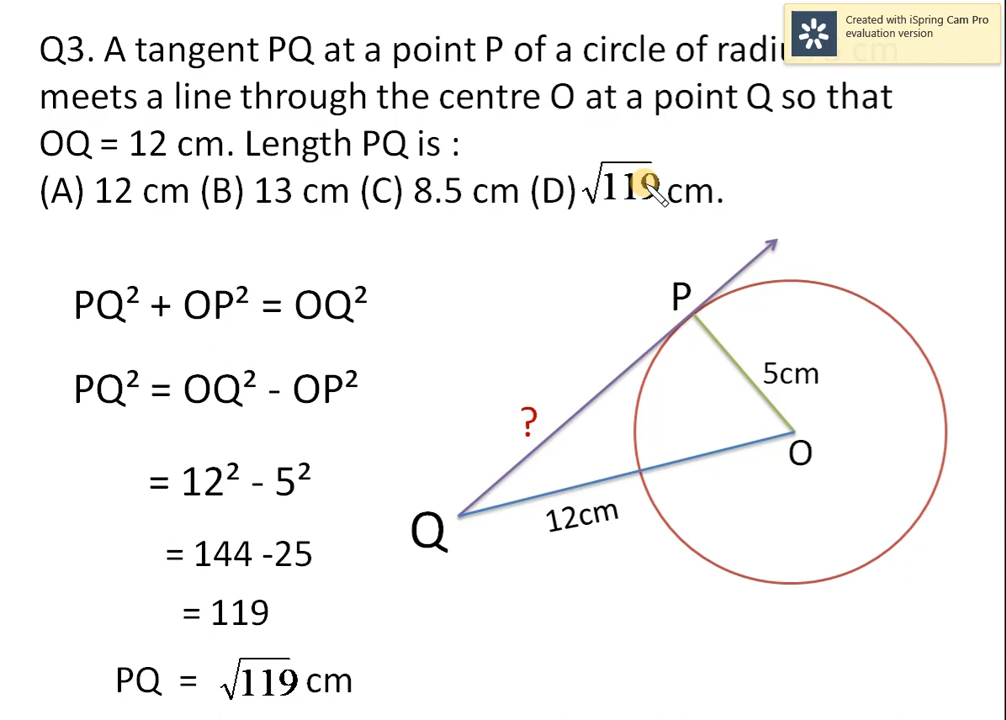 Created with iSpring Cam Pro
evaluation version
Q3. A tangent PQ at a point P of a circle of cm
meets a line through the centre O at a point Q so that
OQ = 12 cm. Length PQ is :
(A) 12 cm (B) 13 cm (C) 8.5 cm (D) √119 cm.
PQ² + OP² = OQ²
PQ² = OQ² - OP²
= 12² - 5²
= 144 -25
= 119
PQ = √119 cm
P
5cm
?
O
Q
12cm